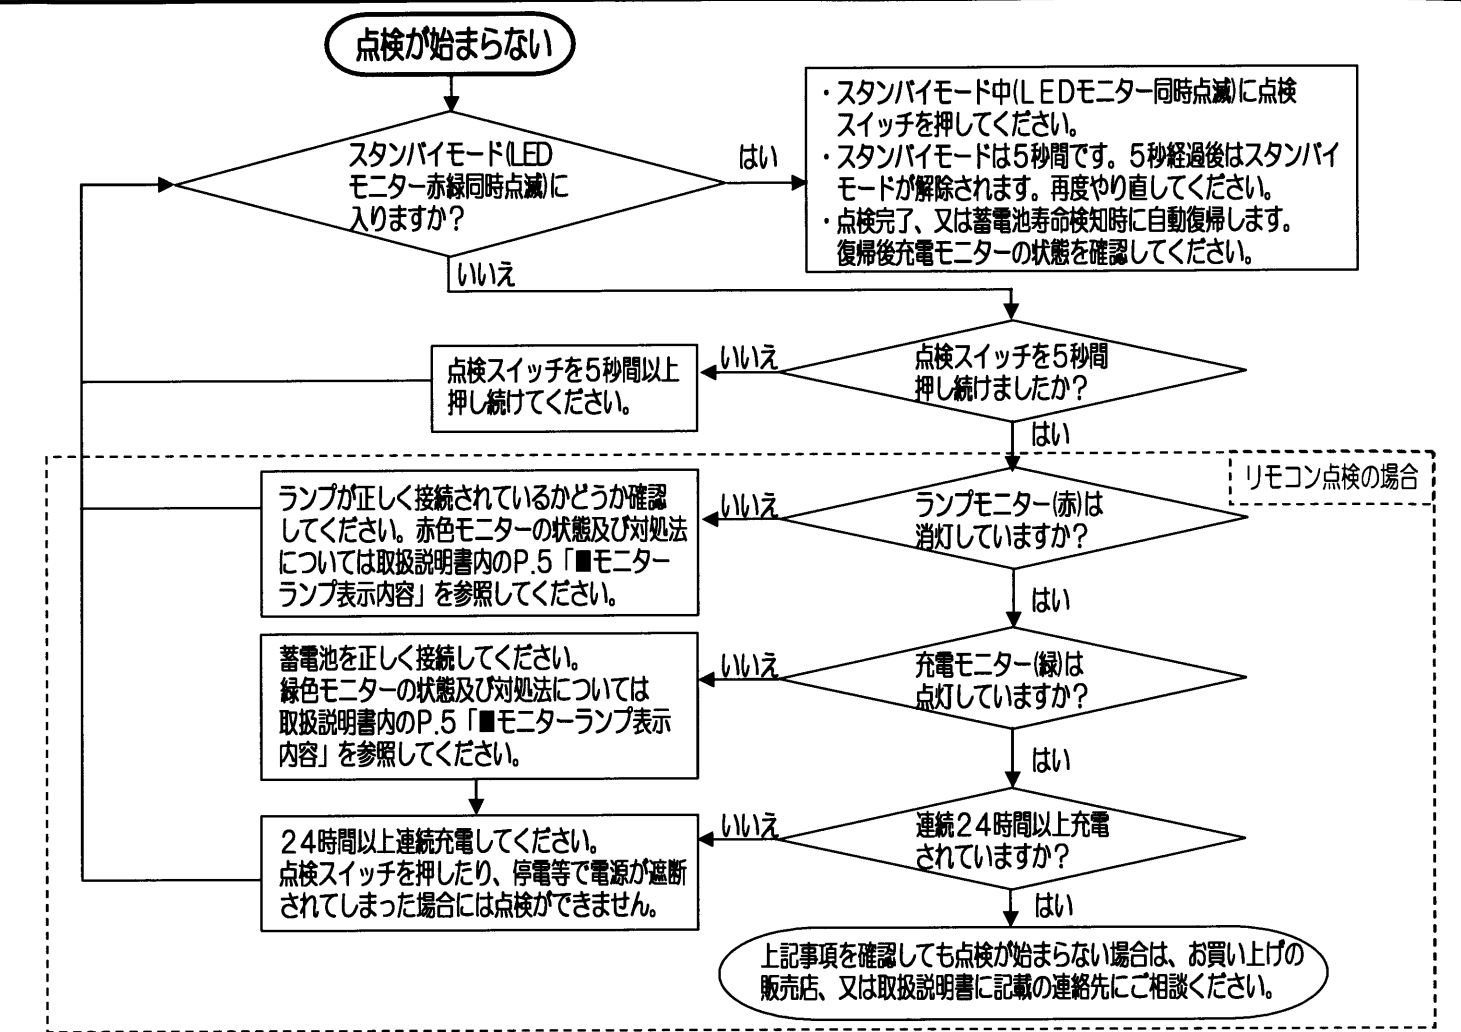 点検が始まらない
スタンバイモード(LED
モニター赤緑同時点滅)に
入りますか？
はい
・スタンバイモード中(ＬＥＤモニター同時点滅)に点検
スイッチを押してください。
・スタンバイモードは５秒間です。５秒経過後はスタンバイ
モードが解除されます。再度やり直してください。
・点検完了、又は蓄電池寿命検知時に自動復帰します。
復帰後充電モニターの状態を確認してください。
いいえ
点検スイッチを５秒間
押し続けましたか？
いいえ
点検スイッチを５秒間以上
押し続けてください。
はい
リモコン点検の場合
ランプモニター(赤)は
消灯していますか？
いいえ
ランプが正しく接続されているかどうか確認
してください。赤色モニターの状態及び対処法
については取扱説明書内のＰ.５「■モニター
ランプ表示内容」を参照してください。
はい
充電モニター(緑)は
点灯していますか？
いいえ
蓄電池を正しく接続してください。
緑色モニターの状態及び対処法については
取扱説明書内のＰ.５「■モニターランプ表示
内容」を参照してください。
はい
連続２４時間以上充電
されていますか？
いいえ
２４時間以上連続充電してください。
点検スイッチを押したり、停電等で電源が遮断
されてしまった場合には点検ができません。
はい
上記事項を確認しても点検が始まらない場合は、お買い上げの
販売店、又は取扱説明書に記載の連絡先にご相談ください。